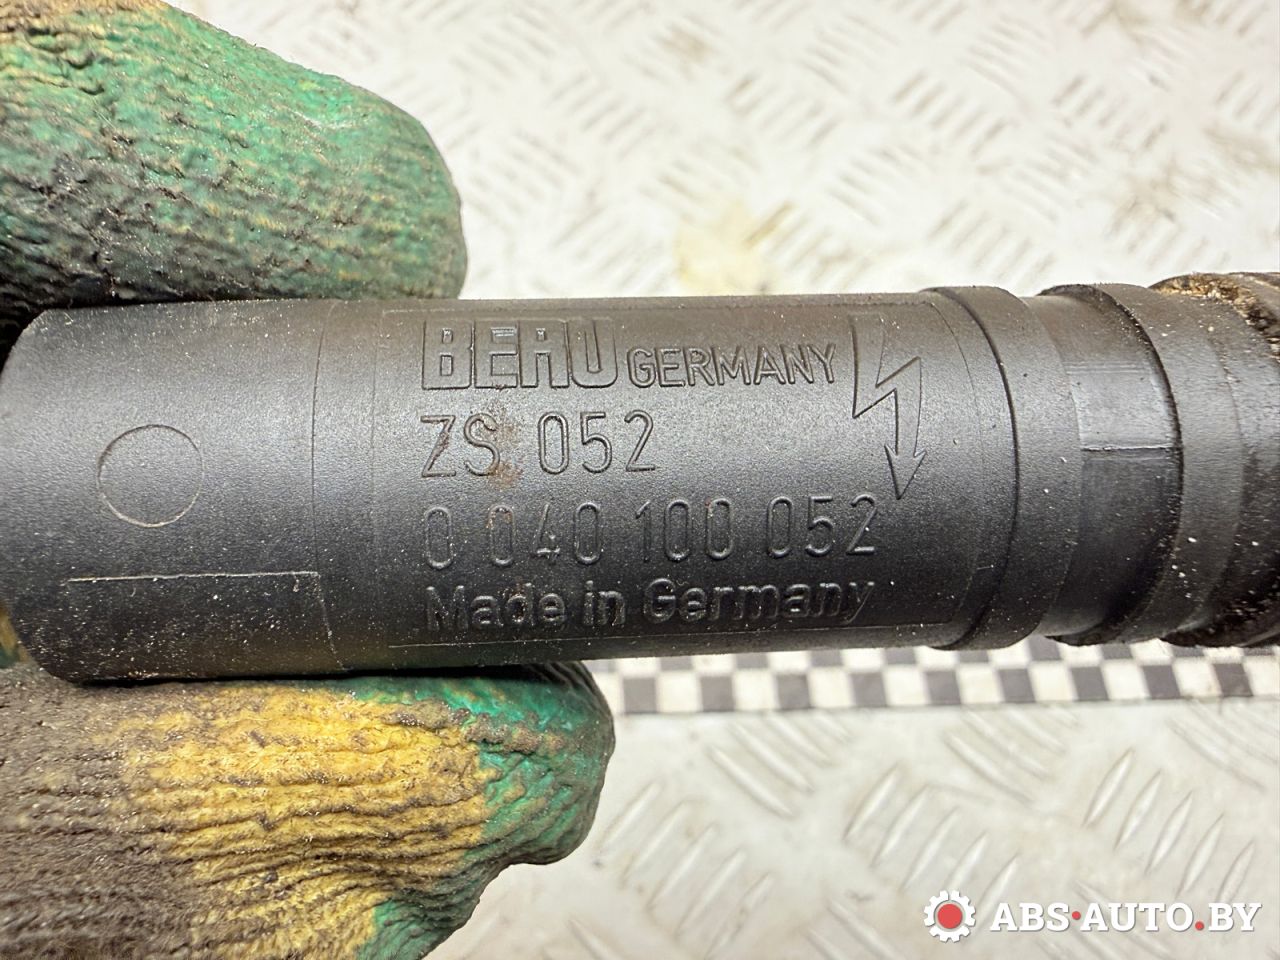 BERU GERMANY
ZS 052
0 040 100 052
Made in Germany
ABS·AUTO.BY